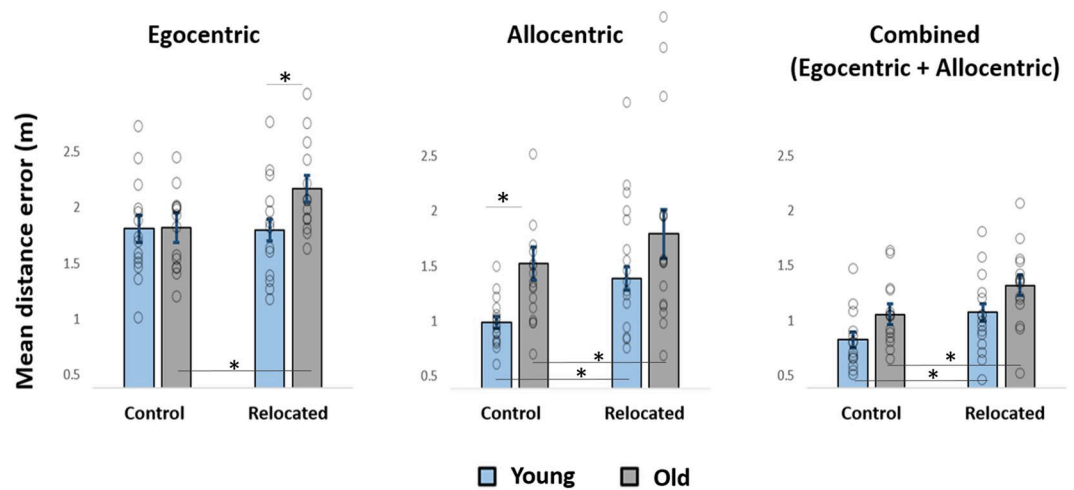 Egocentric
Allocentric
Combined
(Egocentric + Allocentric)
Mean distance error (m)
2.5
2
1.5
1
0.5
*
*
Control
Relocated
2.5
2
1.5
1
0.5
*
*
*
Control
Relocated
2.5
2
1.5
1
0.5
*
*
Control
Relocated
Young
Old